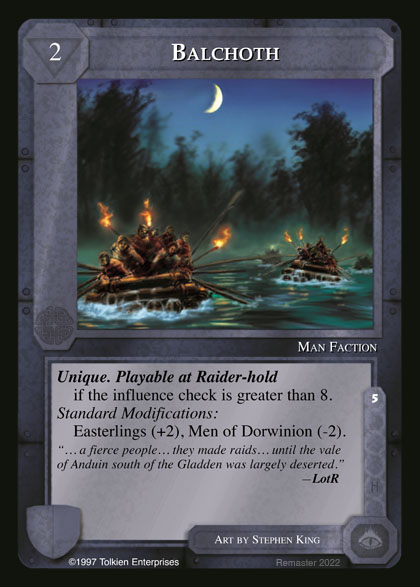 2
Balchoth
Man Faction
Unique. Playable at Raider-hold
if the influence check is greater than 8.
Standard Modifications:
Easterlings (+2), Men of Dorwinion (-2).
5
“… a fierce people… they made raids… until the vale
of Anduin south of the Gladden was largely deserted.”
–LotR
H
Art by Stephen King
©1997 Tolkien Enterprises
Remaster 2022